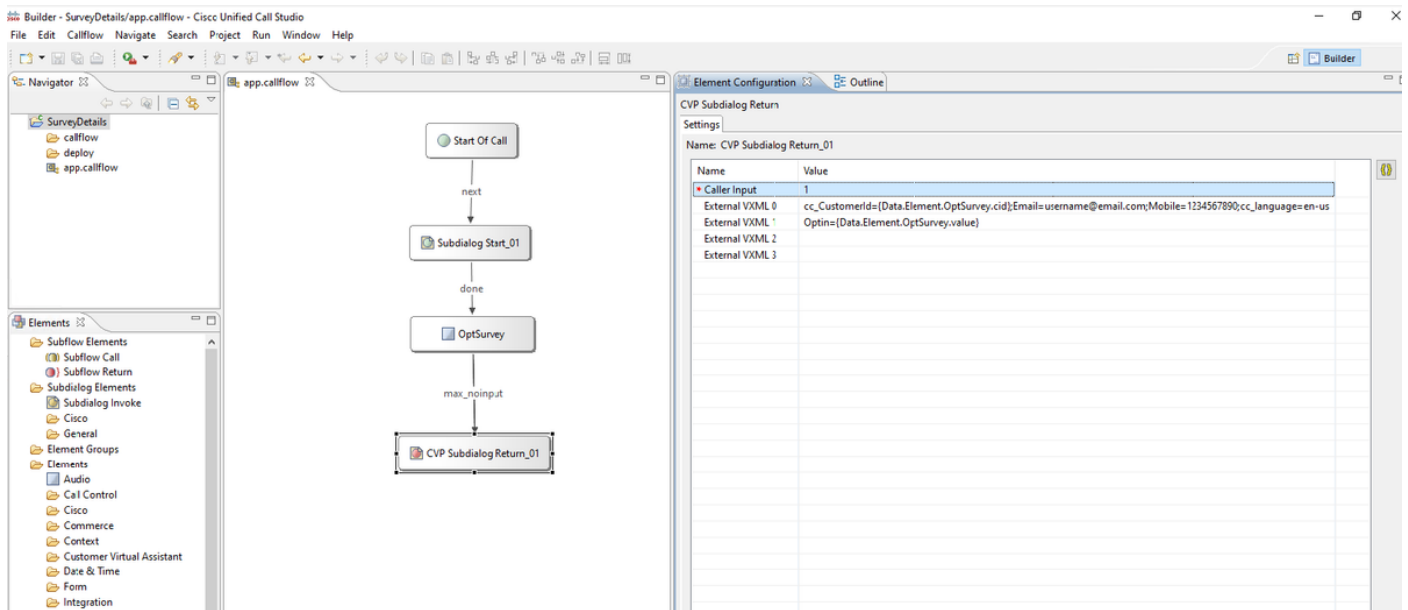 Builder - SurveyDetails/app.callflow - Cisco Unified Call Studio
File Edit Callflow Navigate Search Project Run Window Help
Builder
Navigator
SurveyDetails
callflow
deploy
app.callflow
Elements
Subflow Elements
Subflow Call
Subflow Return
Subdialog Elements
Subdialog Invoke
Cisco
General
Element Groups
Elements
Audio
Call Control
Cisco
Commerce
Context
Customer Virtual Assistant
Date & Time
Form
Integration
app.callflow
Start Of Call
next
Subdialog Start_01
done
OptSurvey
max_noinput
CVP Subdialog Return_01
Element Configuration Outline
CVP Subdialog Return
Settings
Name: CVP Subdialog Return_01
Name Value
* Caller Input 1
External VXML 0 cc_CustomerId={Data.Element.OptSurvey.cid};Email=username@email.com;Mobile=1234567890;cc_language=en-us
External VXML 1 Optin={Data.Element.OptSurvey.value}
External VXML 2
External VXML 3